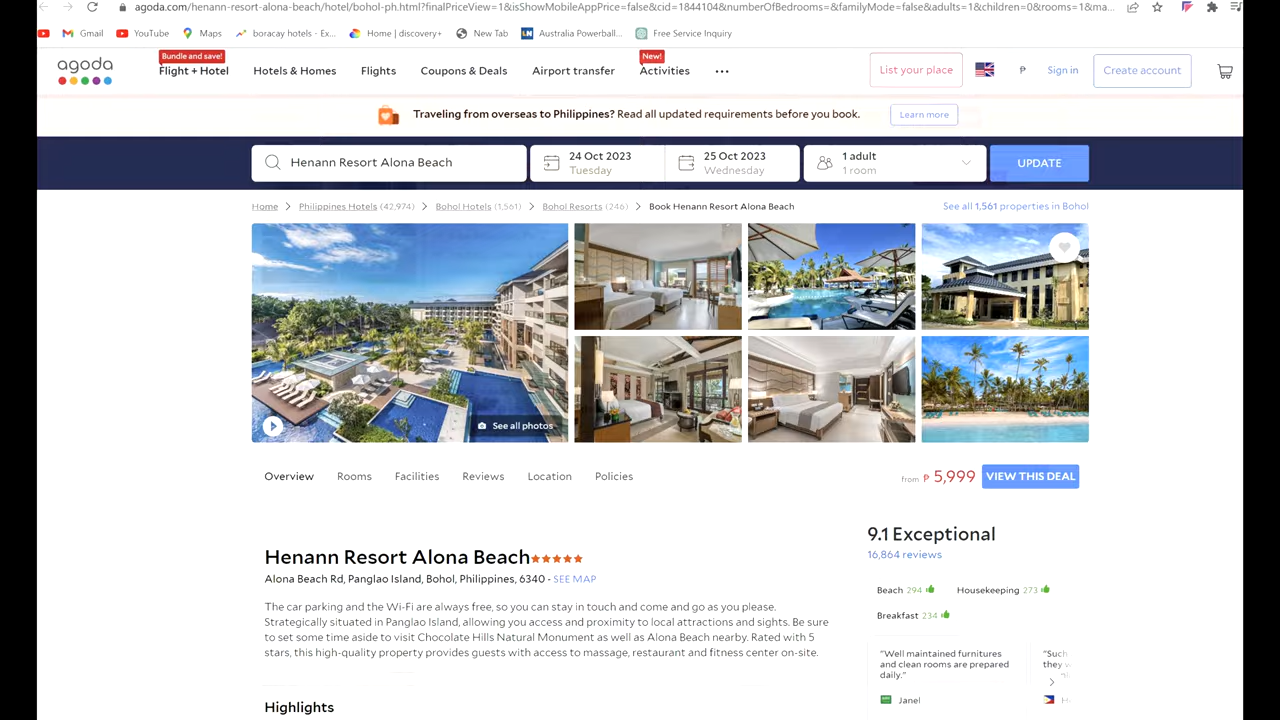 agoda.com/henann-resort-alona-beach/hotel/bohol-ph.html?finalPriceView=1&isShowMobileAppPrice=false&cid=1844104&numberOfBedrooms=&familyMode=false&adults=1&children=0&rooms=1&ma...
Gmail YouTube Maps boracay hotels - Ex... Home | discovery+ New Tab Australia Powerball... Free Service Inquiry
Bundle and save! New!
agoda Flight + Hotel Hotels & Homes Flights Coupons & Deals Airport transfer Activities ••• List your place ₱ Sign in Create account
Traveling from overseas to Philippines? Read all updated requirements before you book. Learn more
Henann Resort Alona Beach 24 Oct 2023 25 Oct 2023 1 adult UPDATE
Tuesday Wednesday 1 room
Home > Philippines Hotels (42,974) > Bohol Hotels (1,561) > Bohol Resorts (246) > Book Henann Resort Alona Beach See all 1,561 properties in Bohol
See all photos
Overview Rooms Facilities Reviews Location Policies from ₱ 5,999 VIEW THIS DEAL
9.1 Exceptional
16,864 reviews
Henann Resort Alona Beach
Alona Beach Rd, Panglao Island, Bohol, Philippines, 6340 - SEE MAP
Beach 294 Housekeeping 273
Breakfast 234
The car parking and the Wi-Fi are always free, so you can stay in touch and come and go as you please.
Strategically situated in Panglao Island, allowing you access and proximity to local attractions and sights. Be sure
to set some time aside to visit Chocolate Hills Natural Monument as well as Alona Beach nearby. Rated with 5
stars, this high-quality property provides guests with access to massage, restaurant and fitness center on-site.
"Well maintained furnitures
and clean rooms are prepared
daily."
Janel
"Such
they
Highlights